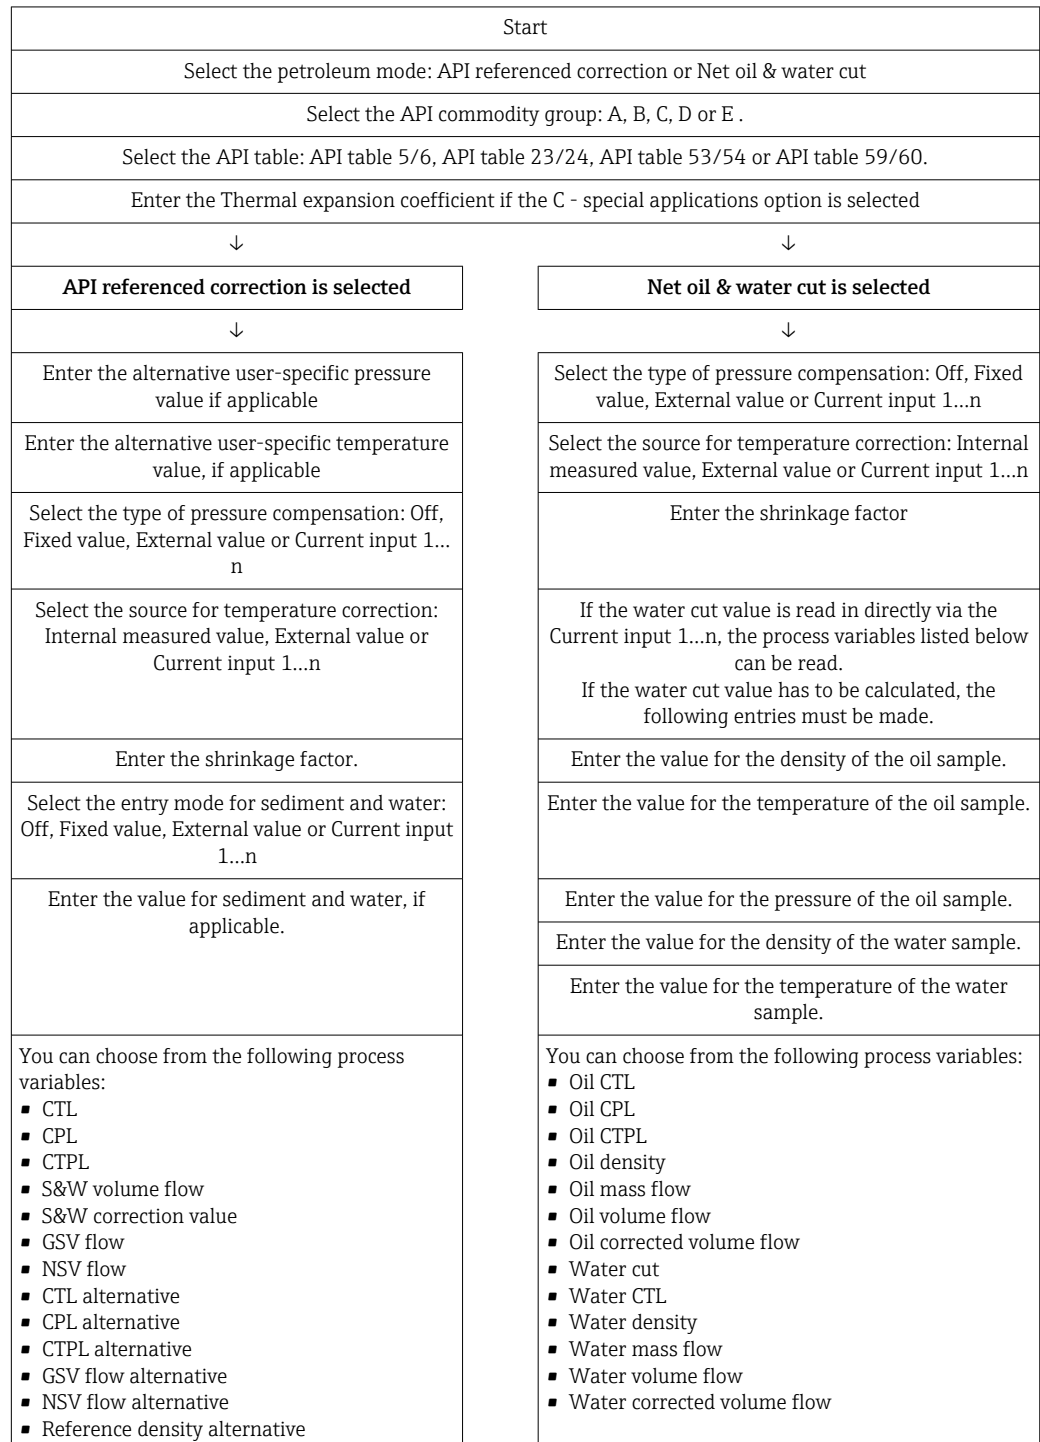 Start
Select the petroleum mode: API referenced correction or Net oil & water cut
Select the API commodity group: A, B, C, D or E .
Select the API table: API table 5/6, API table 23/24, API table 53/54 or API table 59/60.
Enter the Thermal expansion coefficient if the C - special applications option is selected
↓
↓
API referenced correction is selected
Net oil & water cut is selected
↓
↓
Enter the alternative user-specific pressure
value if applicable
Enter the alternative user-specific temperature
value, if applicable
Select the type of pressure compensation: Off,
Fixed value, External value or Current input 1…
n
Select the source for temperature correction:
Internal measured value, External value or
Current input 1…n
Enter the shrinkage factor.
Select the entry mode for sediment and water:
Off, Fixed value, External value or Current input
1…n
Enter the value for sediment and water, if
applicable.
You can choose from the following process
variables:
▪ CTL
▪ CPL
▪ CTPL
▪ S&W volume flow
▪ S&W correction value
▪ GSV flow
▪ NSV flow
▪ CTL alternative
▪ CPL alternative
▪ CTPL alternative
▪ GSV flow alternative
▪ NSV flow alternative
▪ Reference density alternative
Select the type of pressure compensation: Off, Fixed
value, External value or Current input 1…n
Select the source for temperature correction: Internal
measured value, External value or Current input 1…n
Enter the shrinkage factor
If the water cut value is read in directly via the
Current input 1…n, the process variables listed below
can be read.
If the water cut value has to be calculated, the
following entries must be made.
Enter the value for the density of the oil sample.
Enter the value for the temperature of the oil sample.
Enter the value for the pressure of the oil sample.
Enter the value for the density of the water sample.
Enter the value for the temperature of the water
sample.
You can choose from the following process variables:
▪ Oil CTL
▪ Oil CPL
▪ Oil CTPL
▪ Oil density
▪ Oil mass flow
▪ Oil volume flow
▪ Oil corrected volume flow
▪ Water cut
▪ Water CTL
▪ Water density
▪ Water mass flow
▪ Water volume flow
▪ Water corrected volume flow